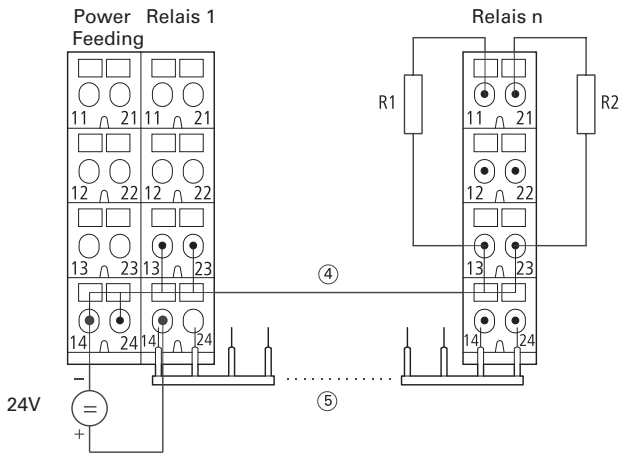 Power Relais 1 Relais n
Feeding
R1 R2
11 21 11 21 11 21
12 22 12 22 12 22
13 23 13 23 13 23
④
14 24 14 24 14 24
–
24V =
⑤
+